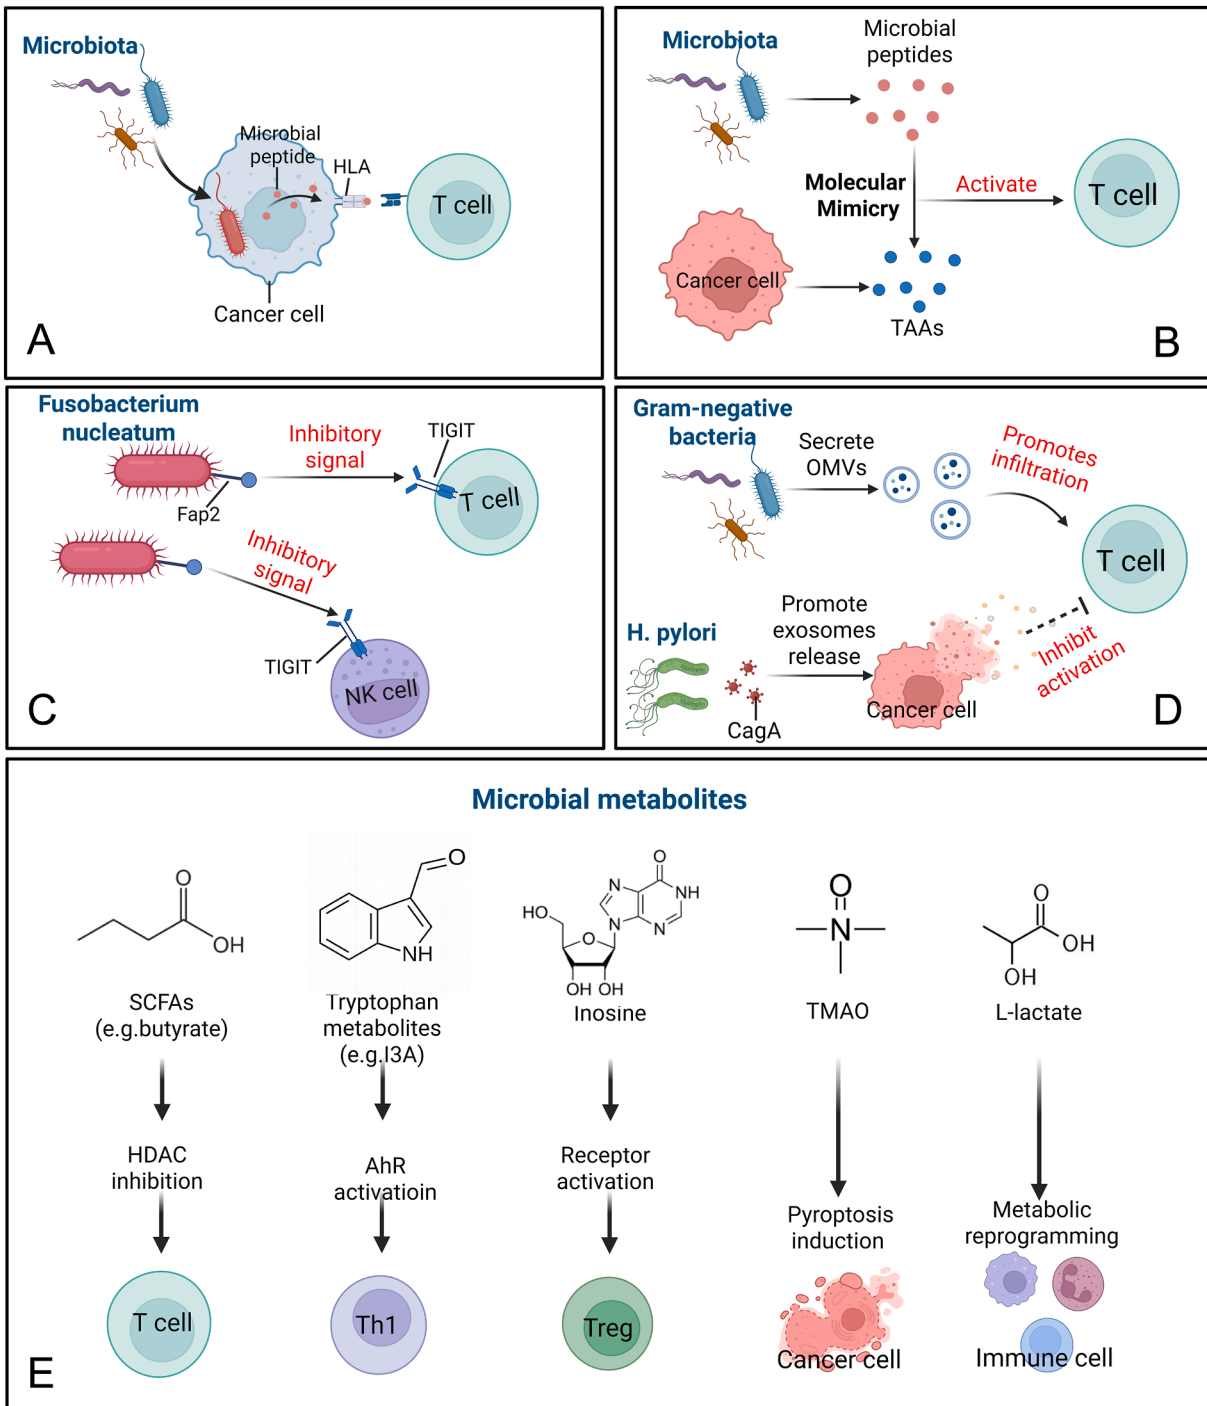 Microbiota
Microbial
peptide
HLA
T cell
Cancer cell
A
Microbiota
Microbial
peptides
Molecular
Mimicry
Activate
T cell
Cancer cell
TAAs
B
Fusobacterium
nucleatum
Inhibitory
signal
TIGIT
T cell
Fap2
Inhibitory
signal
TIGIT
NK cell
C
Gram-negative
bacteria
Secrete
OMVs
Promotes
infiltration
T cell
H. pylori
Promote
exosomes
release
Inhibit
activation
Cancer cell
CagA
D
Microbial metabolites
O
OH
SCFAs
(e.g.butyrate)
HDAC
inhibition
T cell
O
NH
Tryptophan
metabolites
(e.g.I3A)
AhR
activatioin
Th1
O
N
NH
HO
N
N
O
OH OH
Inosine
Receptor
activation
Treg
O
N
TMAO
Pyroptosis
induction
Cancer cell
O
OH
OH
L-lactate
Metabolic
reprogramming
Immune cell
E